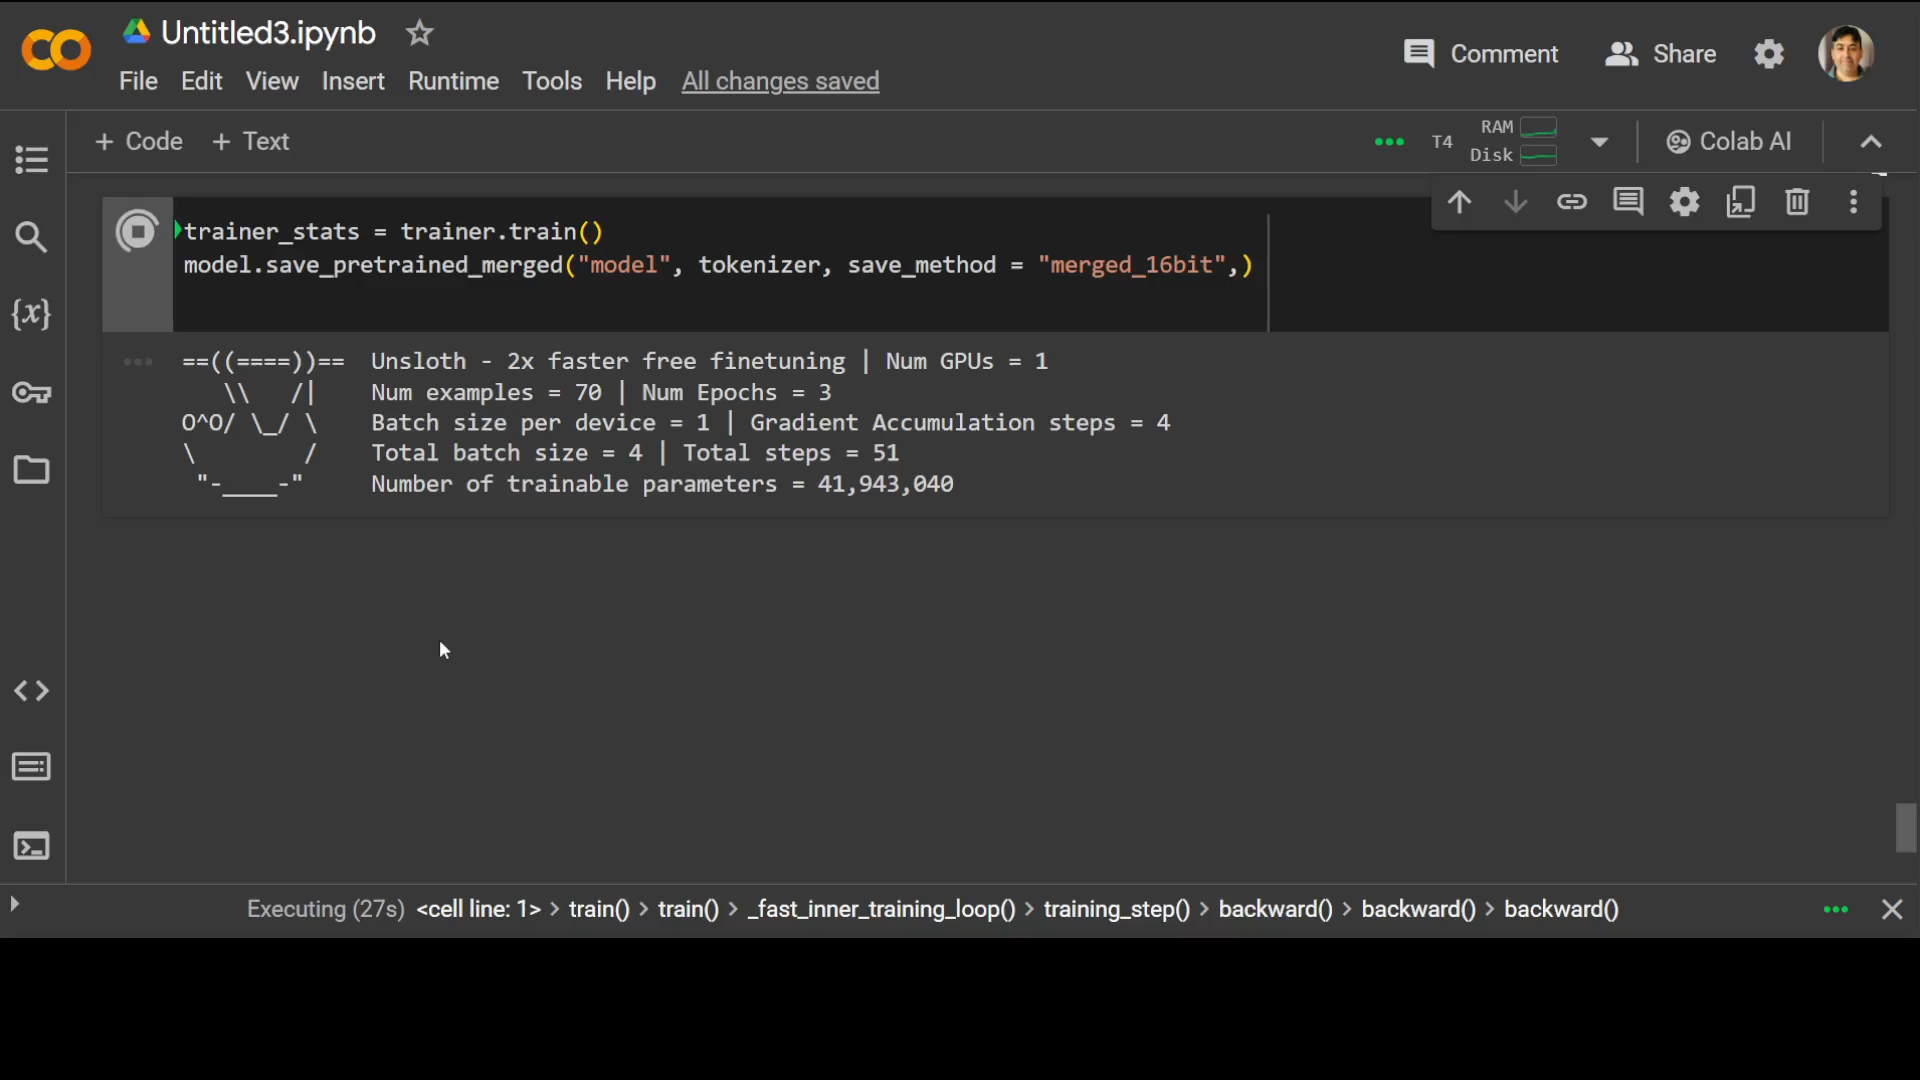 Untitled3.ipynb
File Edit View Insert Runtime Tools Help All changes saved
Comment Share
+ Code + Text
T4 RAM Disk Colab AI
{x}
trainer_stats = trainer.train()
model.save_pretrained_merged("model", tokenizer, save_method = "merged_16bit",)
==((====))== Unsloth - 2x faster free finetuning | Num GPUs = 1
\\ /| Num examples = 70 | Num Epochs = 3
O^O/ \_/ \ Batch size per device = 1 | Gradient Accumulation steps = 4
\ / Total batch size = 4 | Total steps = 51
"-____-" Number of trainable parameters = 41,943,040
Executing (27s) <cell line: 1> > train() > train() > _fast_inner_training_loop() > training_step() > backward() > backward() > backward()